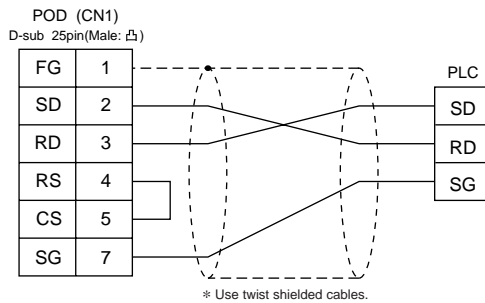 POD (CN1)
D-sub 25pin(Male: 凸)
FG 1
SD 2
RD 3
RS 4
CS 5
SG 7
PLC
SD
RD
SG
* Use twist shielded cables.